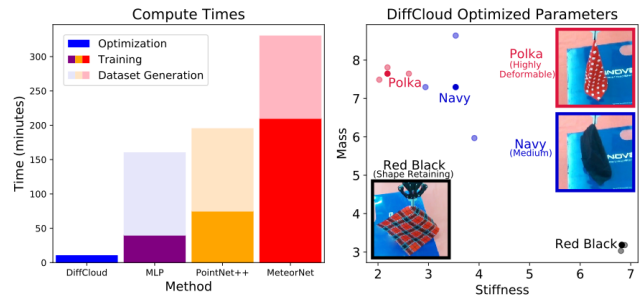 Compute Times
Optimization
Training
Dataset Generation
Time (minutes)
300
250
200
150
100
50
0
DiffCloud
MLP
PointNet++
MeteorNet
Method
DiffCloud Optimized Parameters
Mass
8
7
6
5
4
3
Polka
Navy
Polka
(Highly
Deformable)
Navy
(Medium)
Red Black
(Shape Retaining)
Red Black
2
3
4
5
6
7
Stiffness